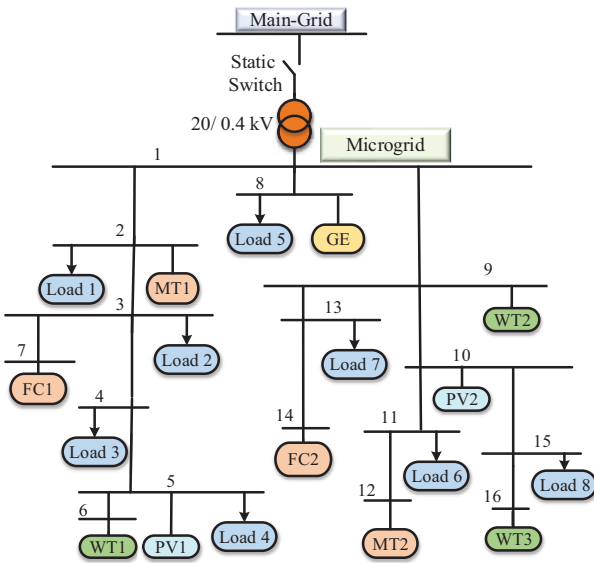 Main-Grid
Static
Switch
20/ 0.4 kV
Microgrid
1
8
Load 5
GE
2
Load 1
MT1
9
WT2
3
13
7
Load 2
Load 7
FC1
10
PV2
4
14
11
Load 3
FC2
Load 6
15
Load 8
5
12
16
6
WT1
PV1
Load 4
MT2
WT3